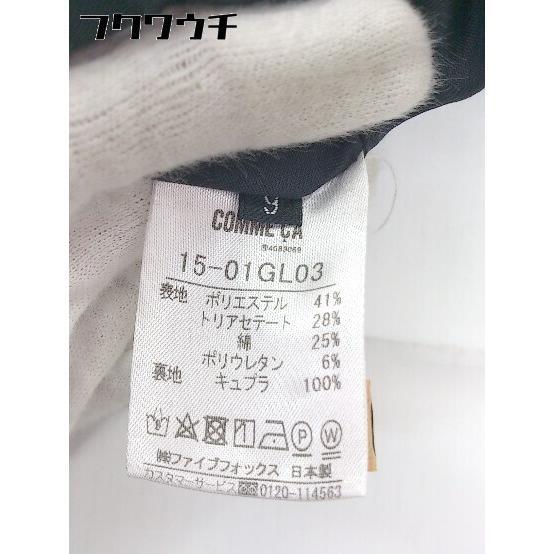 フクワウチ
9
COMME ÇA
15-01GL03
表地 ポリエステル 41%
トリアセテート 28%
綿 25%
ポリウレタン 6%
裏地 キュプラ 100%
P W
㈱ファイブフォックス 日本製
カスタマーサービス 0120-114563